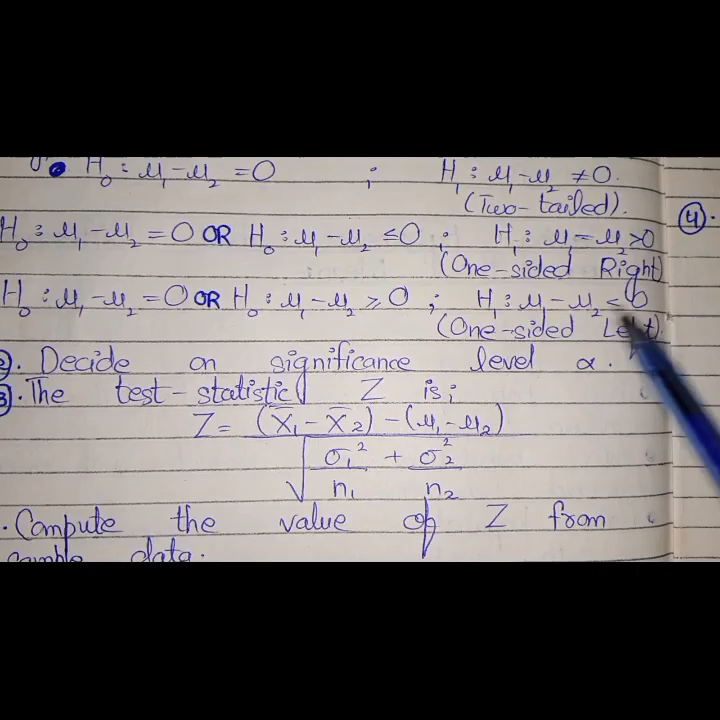 H₀ : μ₁ - μ₂ = 0 ; H₁ : μ₁ - μ₂ ≠ 0.
(Two-tailed).
(4).
H₀ : μ₁ - μ₂ = 0 OR H₀ : μ₁ - μ₂ ≤ 0 ; H₁ : μ₁ - μ₂ > 0
(One-sided Right)
H₀ : μ₁ - μ₂ = 0 OR H₀ : μ₁ - μ₂ ≥ 0 ; H₁ : μ₁ - μ₂ < 0
(One-sided Left).
2). Decide on significance level α.
3). The test-statistic Z is;
Z = (X̄₁ - X̄₂) - (μ₁ - μ₂)
√ σ₁² + σ₂²
n₁ n₂
. Compute the value of Z from
sample data.